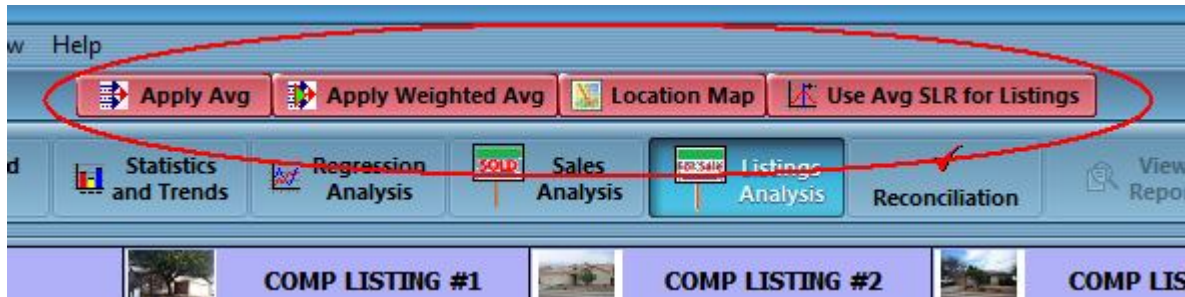 w Help
Apply Avg Apply Weighted Avg Location Map Use Avg SLR for Listings
d Statistics and Trends Regression Analysis SOLD Sales Analysis FOR SALE Listings Analysis Reconciliation View Repo
COMP LISTING #1 COMP LISTING #2 COMP LIS